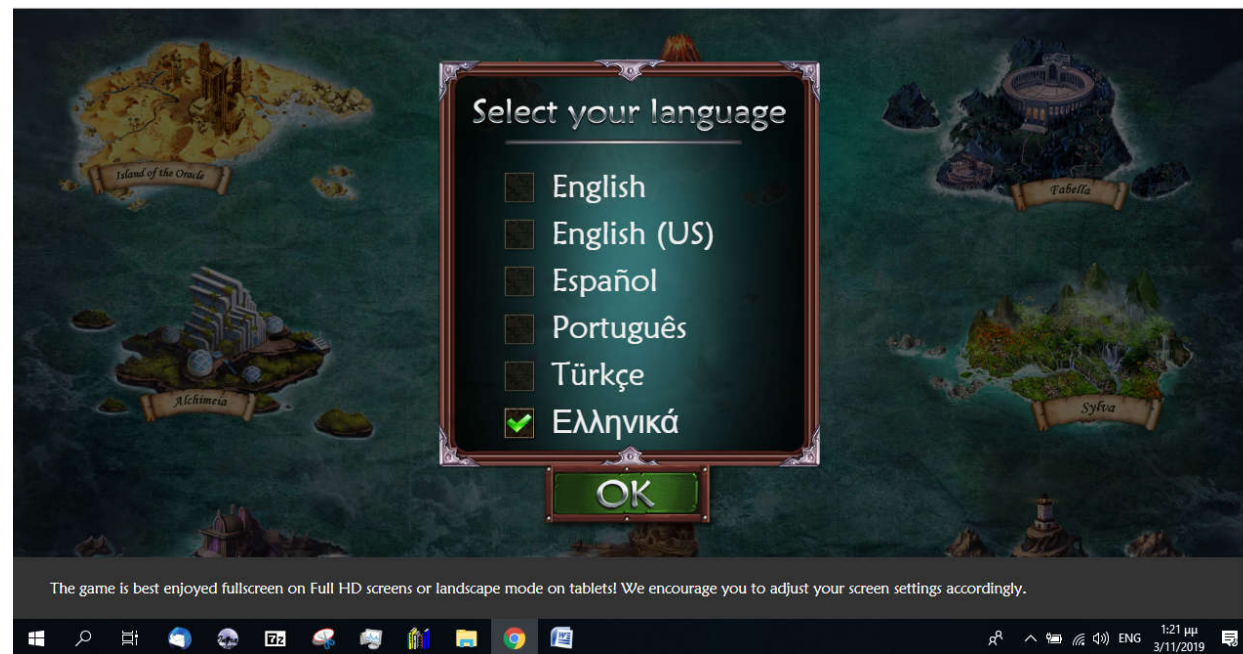 Select your language
Island of the Oracle
Fabella
English
English (US)
Español
Português
Türkçe
Ελληνικά
Alchimeia
Sylva
OK
The game is best enjoyed fullscreen on Full HD screens or landscape mode on tablets! We encourage you to adjust your screen settings accordingly.
7z
ENG
1:21 μμ
3/11/2019